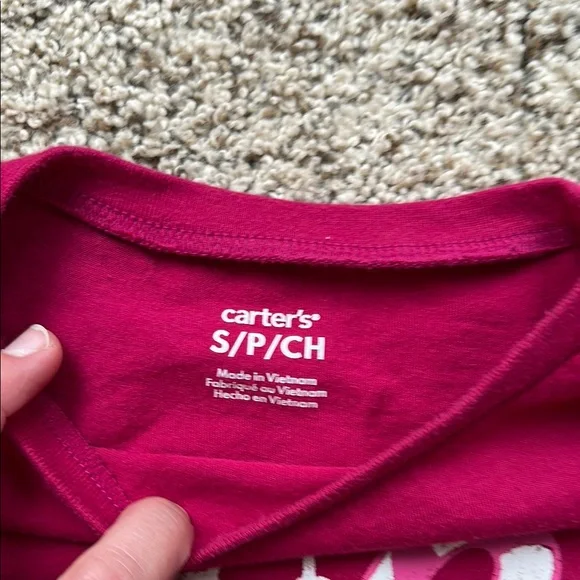 carter's®
S/P/CH
Made in Vietnam
Fabriqué au Vietnam
Hecho en Vietnam